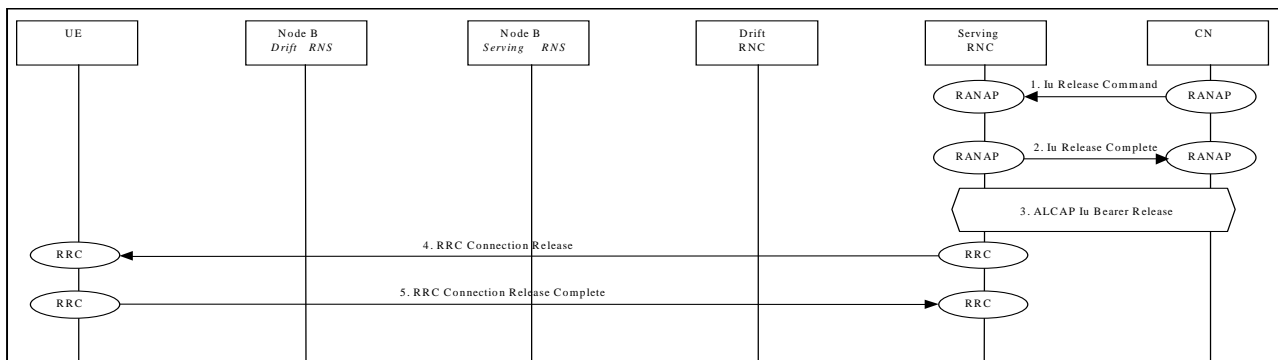 UE
Node B
Drift RNS
Node B
Serving RNS
Drift
RNC
Serving
RNC
CN
RANAP
1. Iu Release Command
RANAP
RANAP
2. Iu Release Complete
RANAP
3. ALCAP Iu Bearer Release
RRC
4. RRC Connection Release
RRC
RRC
5. RRC Connection Release Complete
RRC